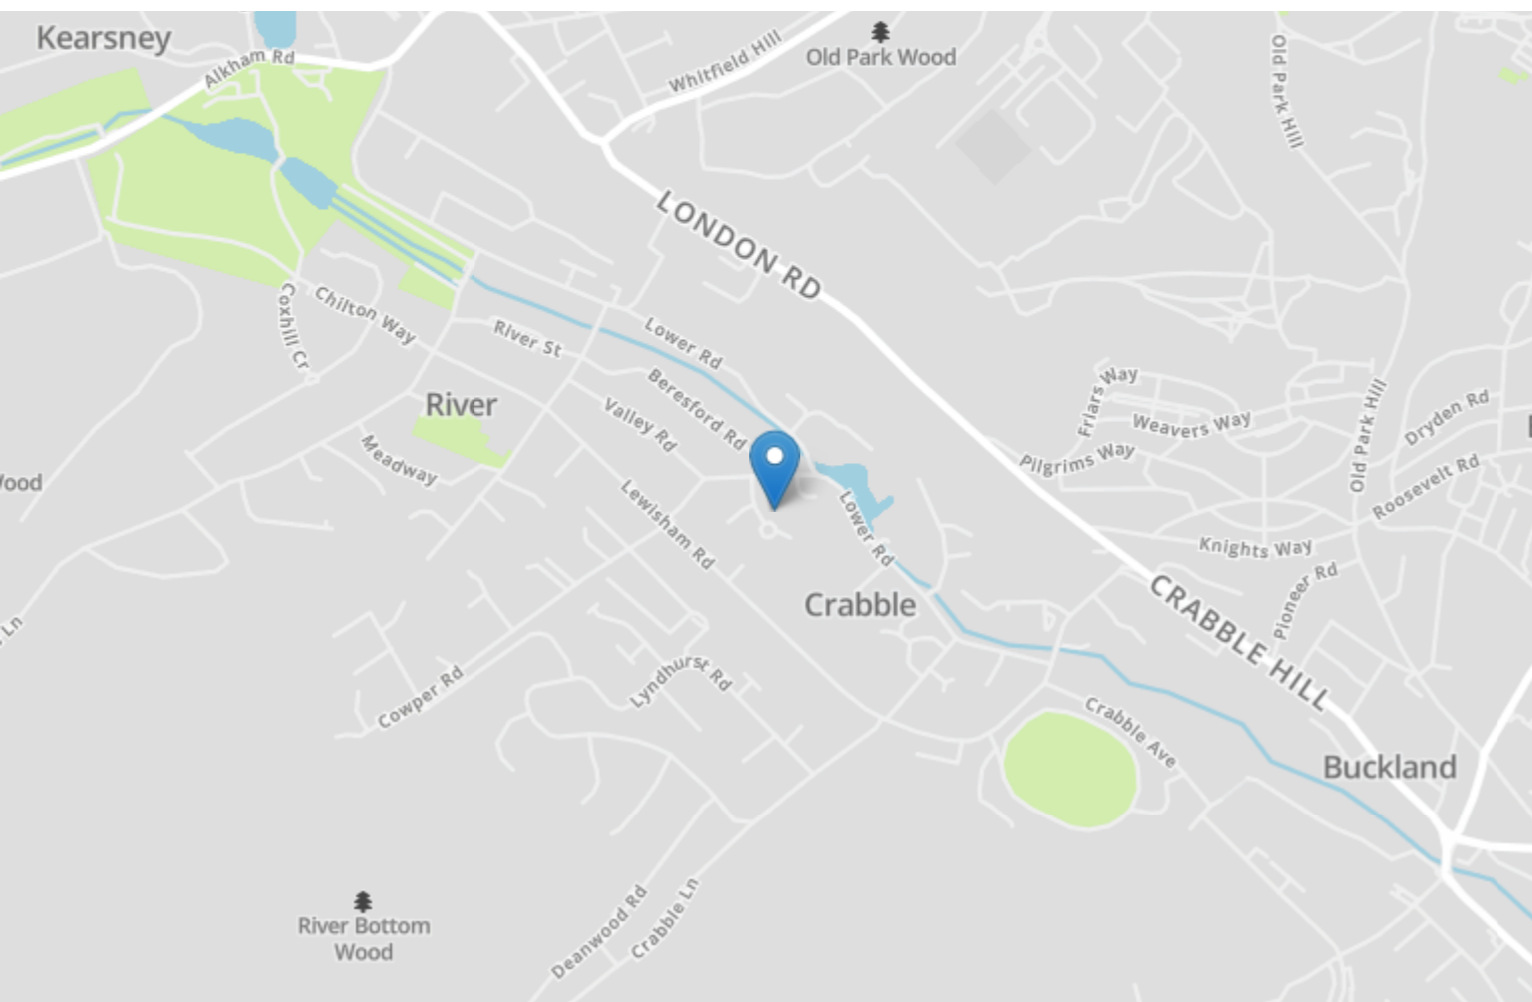 Kearsney
Alkham Rd
Whitfield Hill
Old Park Wood
Old Park Hill
LONDON RD
Coxhill Cr
Chilton Way
River St
Lower Rd
Beresford Rd
Valley Rd
River
Meadway
Friars Way
Weavers Way
Pilgrims Way
Old Park Hill
Dryden Rd
Roosevelt Rd
Lewisham Rd
Lower Rd
Knights Way
Pioneer Rd
Crabble
CRABBLE HILL
Ln
Cowper Rd
Lyndhurst Rd
Crabble Ave
Buckland
River Bottom
Wood
Deanwood Rd
Crabble Ln